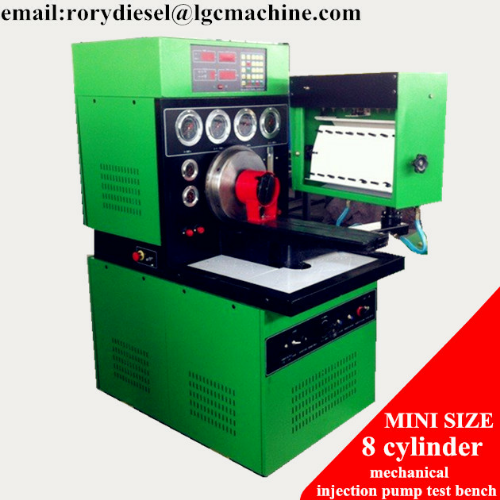 email:rorydiesel@lgcmachine.com
MINI SIZE
8 cylinder
mechanical
injection pump test bench